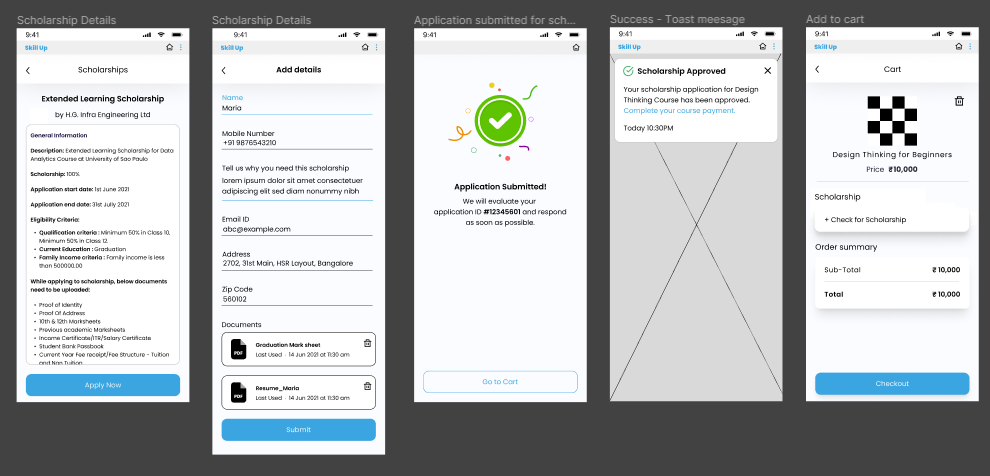 Scholarship Details
9:41
Skill Up
Scholarships
Extended Learning Scholarship
by H.G. Infra Engineering Ltd
General Information
Description: Extended Learning Scholarship for Data
Analytics Course at University of Sao Paulo
Scholarship: 100%
Application start date: 1st June 2021
Application end date: 31st Jully 2021
Eligibility Criteria:
• Qualification criteria : Minimum 50% in Class 10,
Minimum 50% in Class 12.
• Current Education : Graduation
• Family Income criteria : Family income is less
than 500000.00
While applying to scholarship, below documents
need to be uploaded:
• Proof of Identity
• Proof Of Address
• 10th & 12th Marksheets
• Previous academic Marksheets
• Income Certificate/ITR/Salary Certificate
• Student Bank Passbook
• Current Year Fee receipt/Fee Structure - Tuition
and Non Tuition
Apply Now
Scholarship Details
9:41
Skill Up
Add details
Name
Maria
Mobile Number
+91 9876543210
Tell us why you need this scholarship
lorem ipsum dolor sit amet consectetuer
adipiscing elit sed diam nonummy nibh
Email ID
abc@example.com
Address
2702, 31st Main, HSR Layout, Bangalore
Zip Code
560102
Documents
PDF
Graduation Mark sheet
Last Used - 14 Jun 2021 at 11:30 am
PDF
Resume_Maria
Last Used - 14 Jun 2021 at 11:30 am
Submit
Application submitted for sch...
9:41
Application Submitted!
We will evaluate your
application ID #12345601 and respond
as soon as possible.
Go to Cart
Success - Toast meesage
9:41
Skill Up
Scholarship Approved
Your scholarship application for Design
Thinking Course has been approved.
Complete your course payment.
Today 10:30PM
Add to cart
9:41
Skill Up
Cart
Design Thinking for Beginners
Price ₹10,000
Scholarship
+ Check for Scholarship
Order summary
Sub-Total ₹ 10,000
Total ₹ 10,000
Checkout